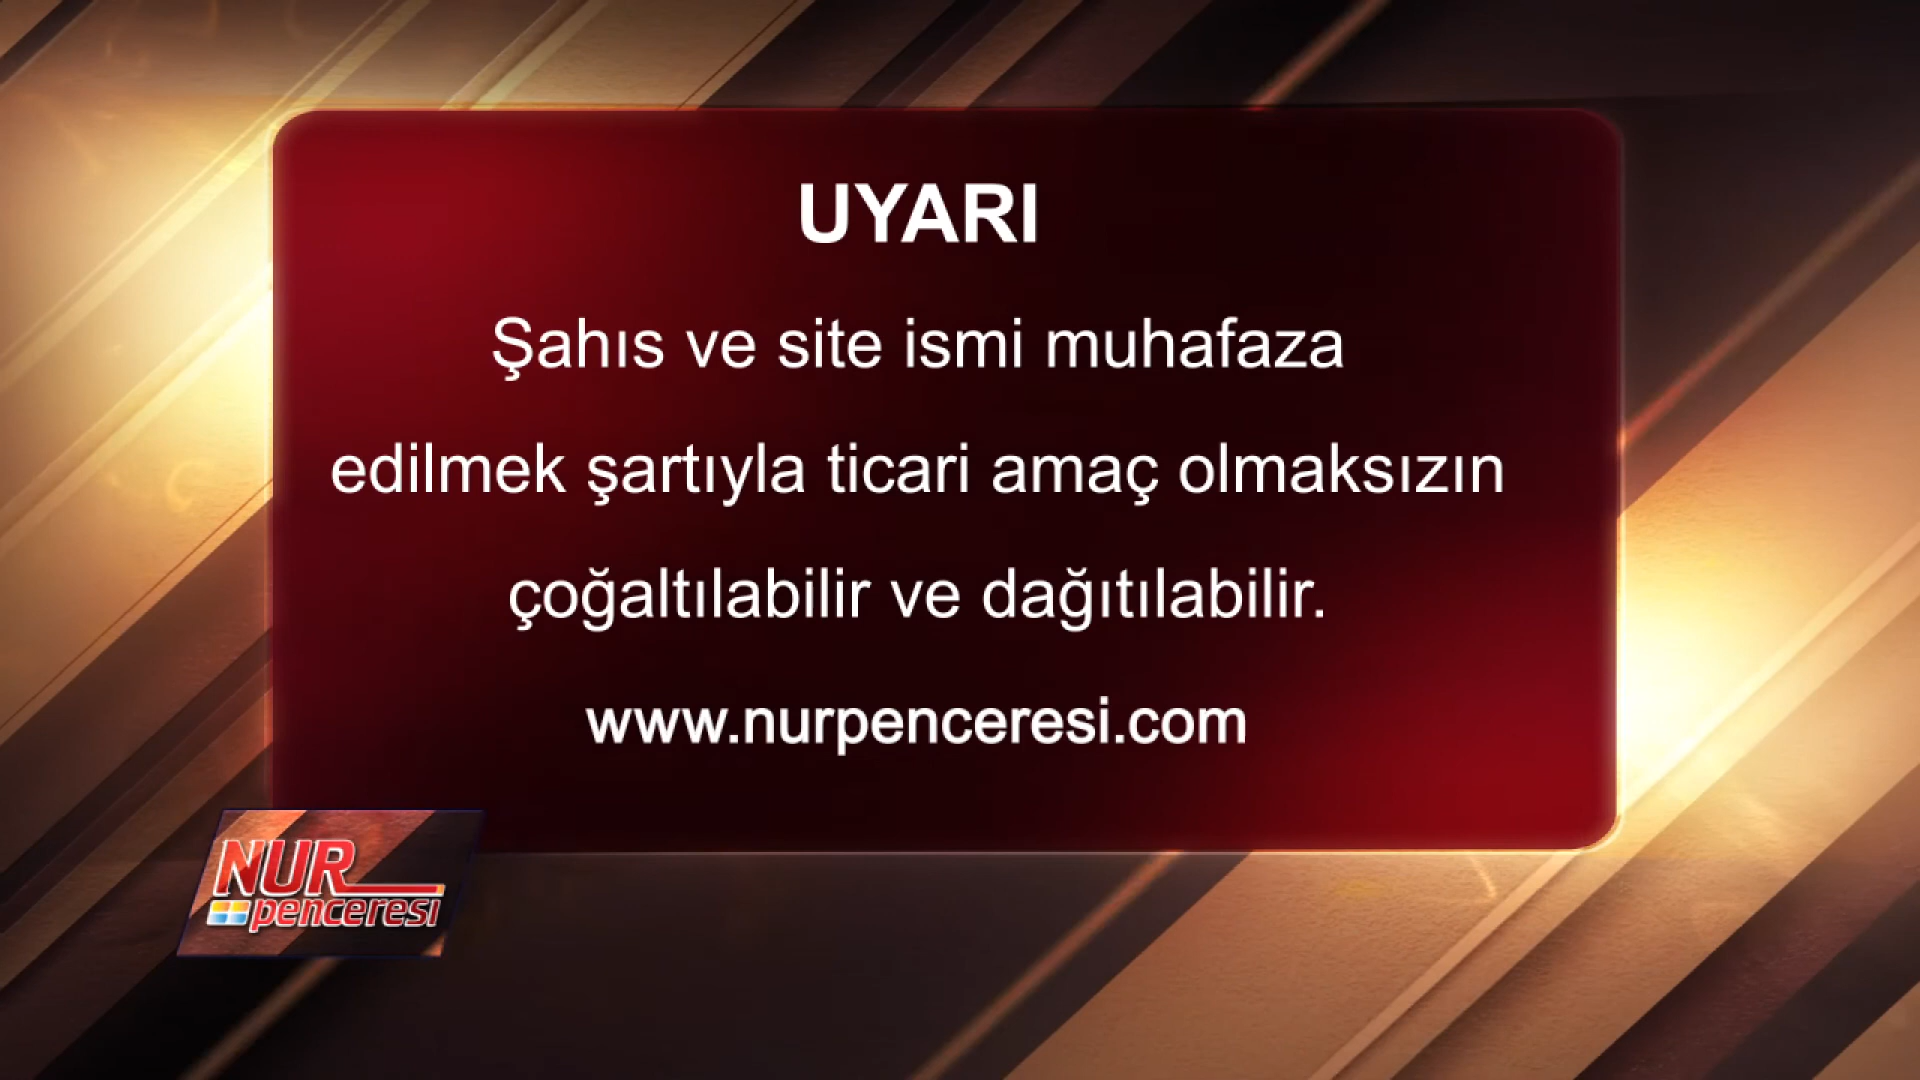 UYARI
Şahıs ve site ismi muhafaza
edilmek şartıyla ticari amaç olmaksızın
çoğaltılabilir ve dağıtılabilir.
www.nurpenceresi.com
NUR
penceresi